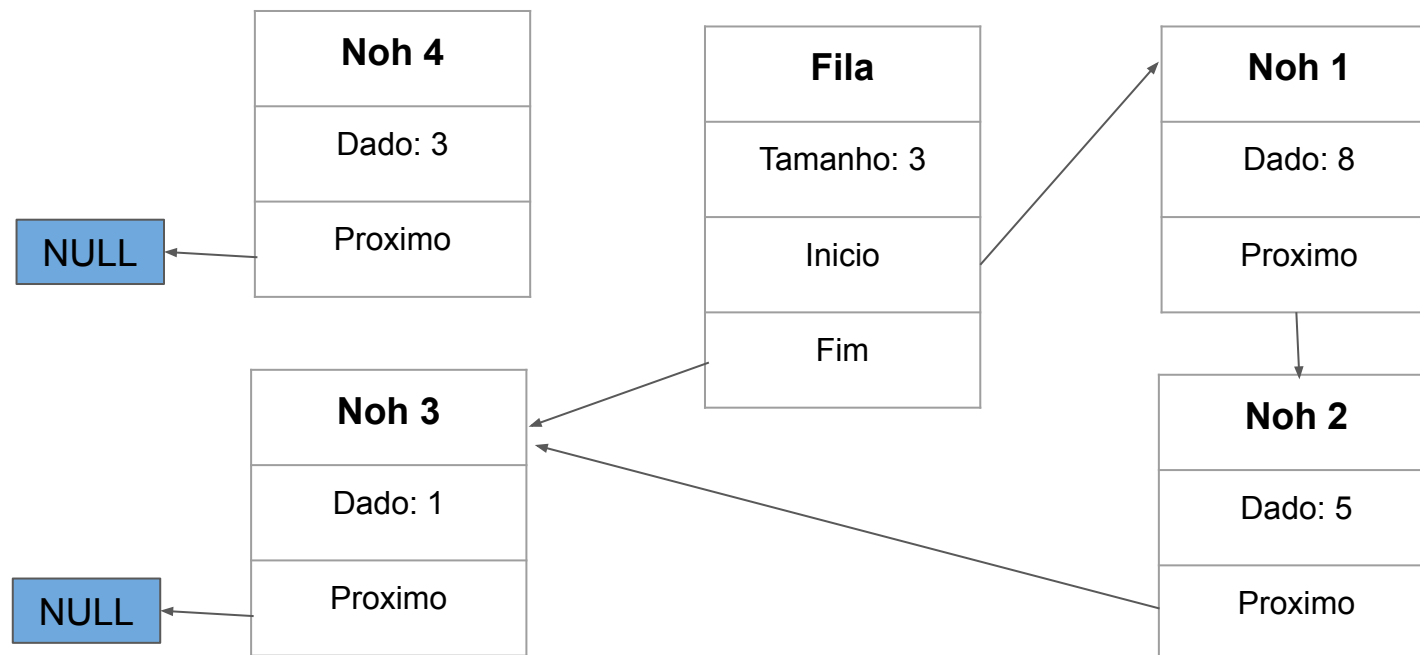 Noh 4
Dado: 3
Proximo
NULL
Fila
Tamanho: 3
Inicio
Fim
Noh 1
Dado: 8
Proximo
Noh 3
Dado: 1
Proximo
NULL
Noh 2
Dado: 5
Proximo